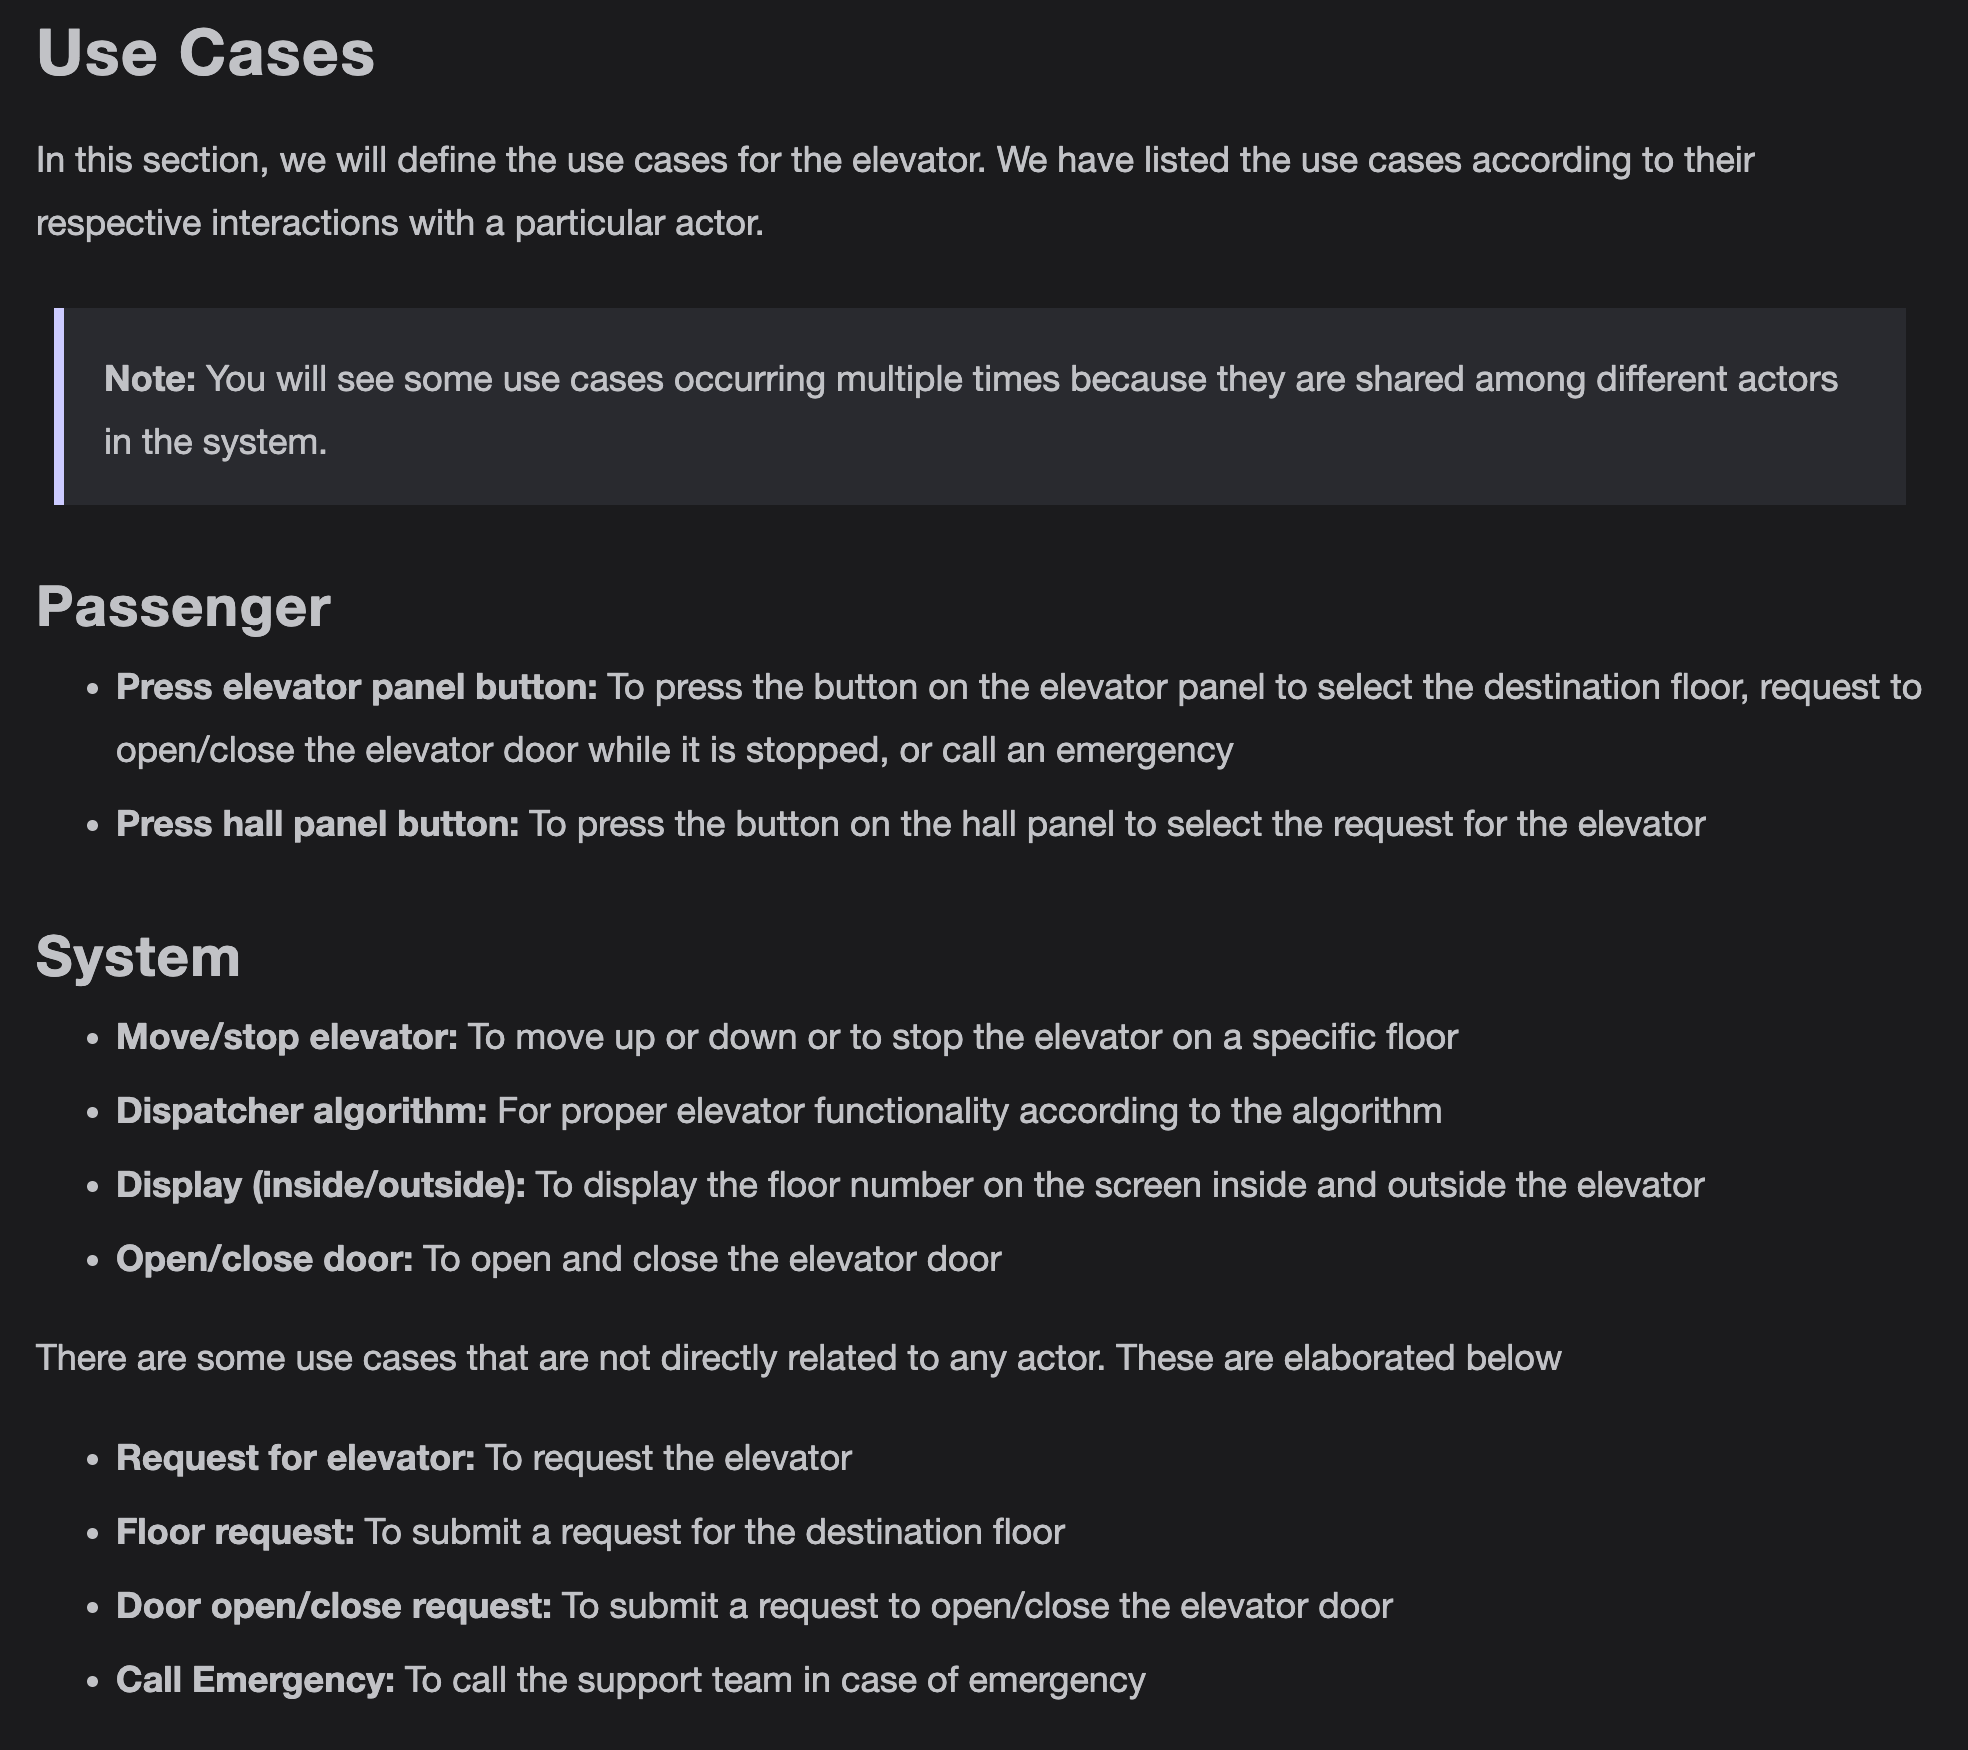 Use Cases
In this section, we will define the use cases for the elevator. We have listed the use cases according to their
respective interactions with a particular actor.
Note: You will see some use cases occurring multiple times because they are shared among different actors
in the system.
Passenger
• Press elevator panel button: To press the button on the elevator panel to select the destination floor, request to
open/close the elevator door while it is stopped, or call an emergency
• Press hall panel button: To press the button on the hall panel to select the request for the elevator
System
• Move/stop elevator: To move up or down or to stop the elevator on a specific floor
• Dispatcher algorithm: For proper elevator functionality according to the algorithm
• Display (inside/outside): To display the floor number on the screen inside and outside the elevator
• Open/close door: To open and close the elevator door
There are some use cases that are not directly related to any actor. These are elaborated below
• Request for elevator: To request the elevator
• Floor request: To submit a request for the destination floor
• Door open/close request: To submit a request to open/close the elevator door
• Call Emergency: To call the support team in case of emergency